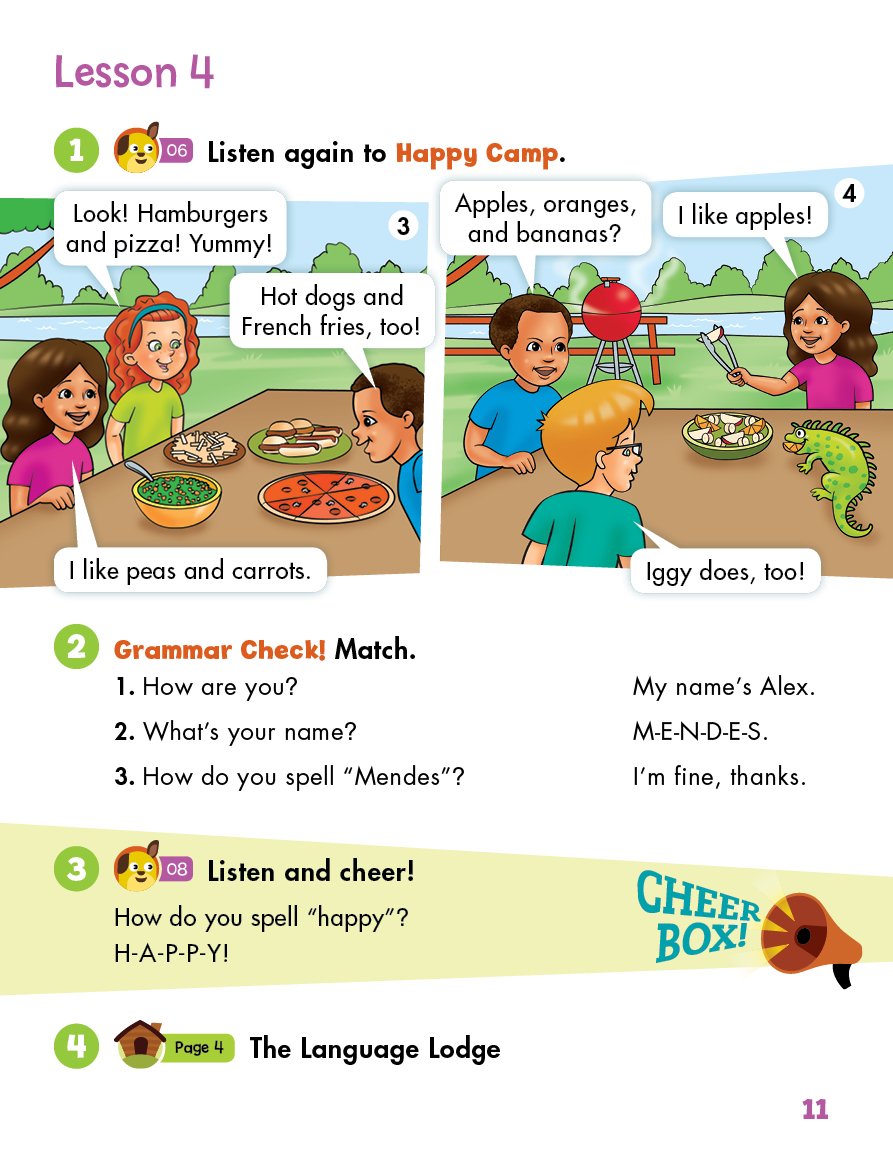 Lesson 4
1 06 Listen again to Happy Camp.
Look! Hamburgers
and pizza! Yummy!
3
Hot dogs and
French fries, too!
I like peas and carrots.
Apples, oranges,
and bananas?
I like apples!
4
Iggy does, too!
2 Grammar Check! Match.
1. How are you? My name's Alex.
2. What's your name? M-E-N-D-E-S.
3. How do you spell "Mendes"? I'm fine, thanks.
3 08 Listen and cheer!
How do you spell "happy"?
H-A-P-P-Y!
CHEER
BOX!
4 Page 4 The Language Lodge
11